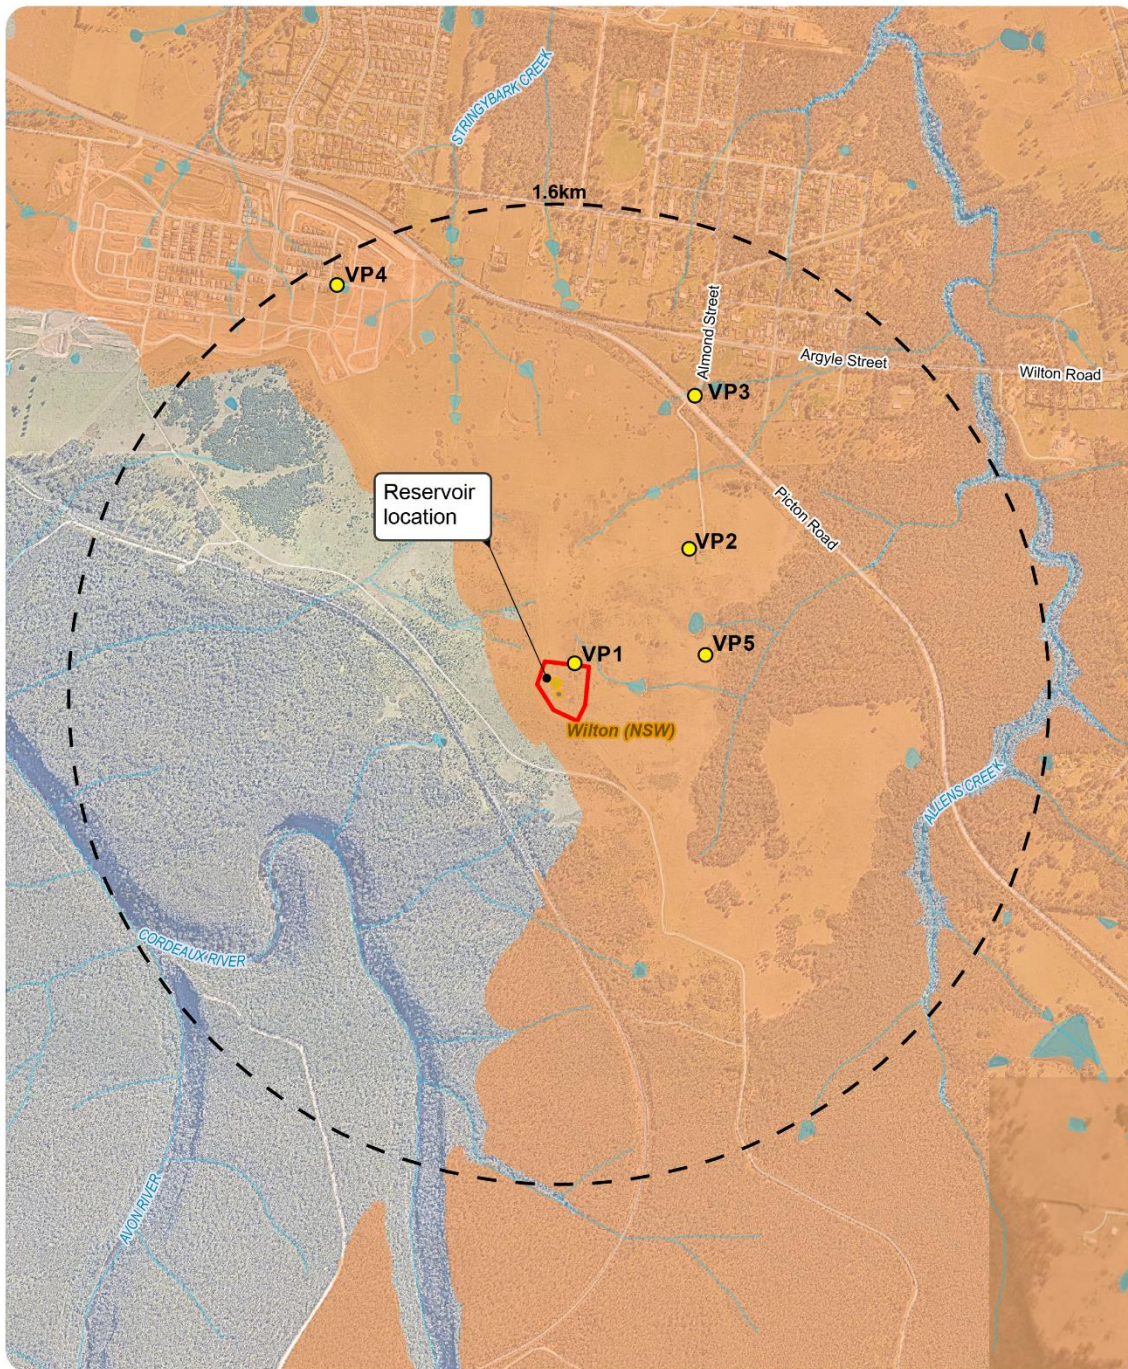 STRINGYBARK CREEK
1.6km
VP4
Almond Street
Argyle Street
Wilton Road
VP3
Reservoir
location
Picton Road
VP2
VP1
VP5
Wilton (NSW)
ALLENS CREEK
CORDEAUX RIVER
AVON RIVER